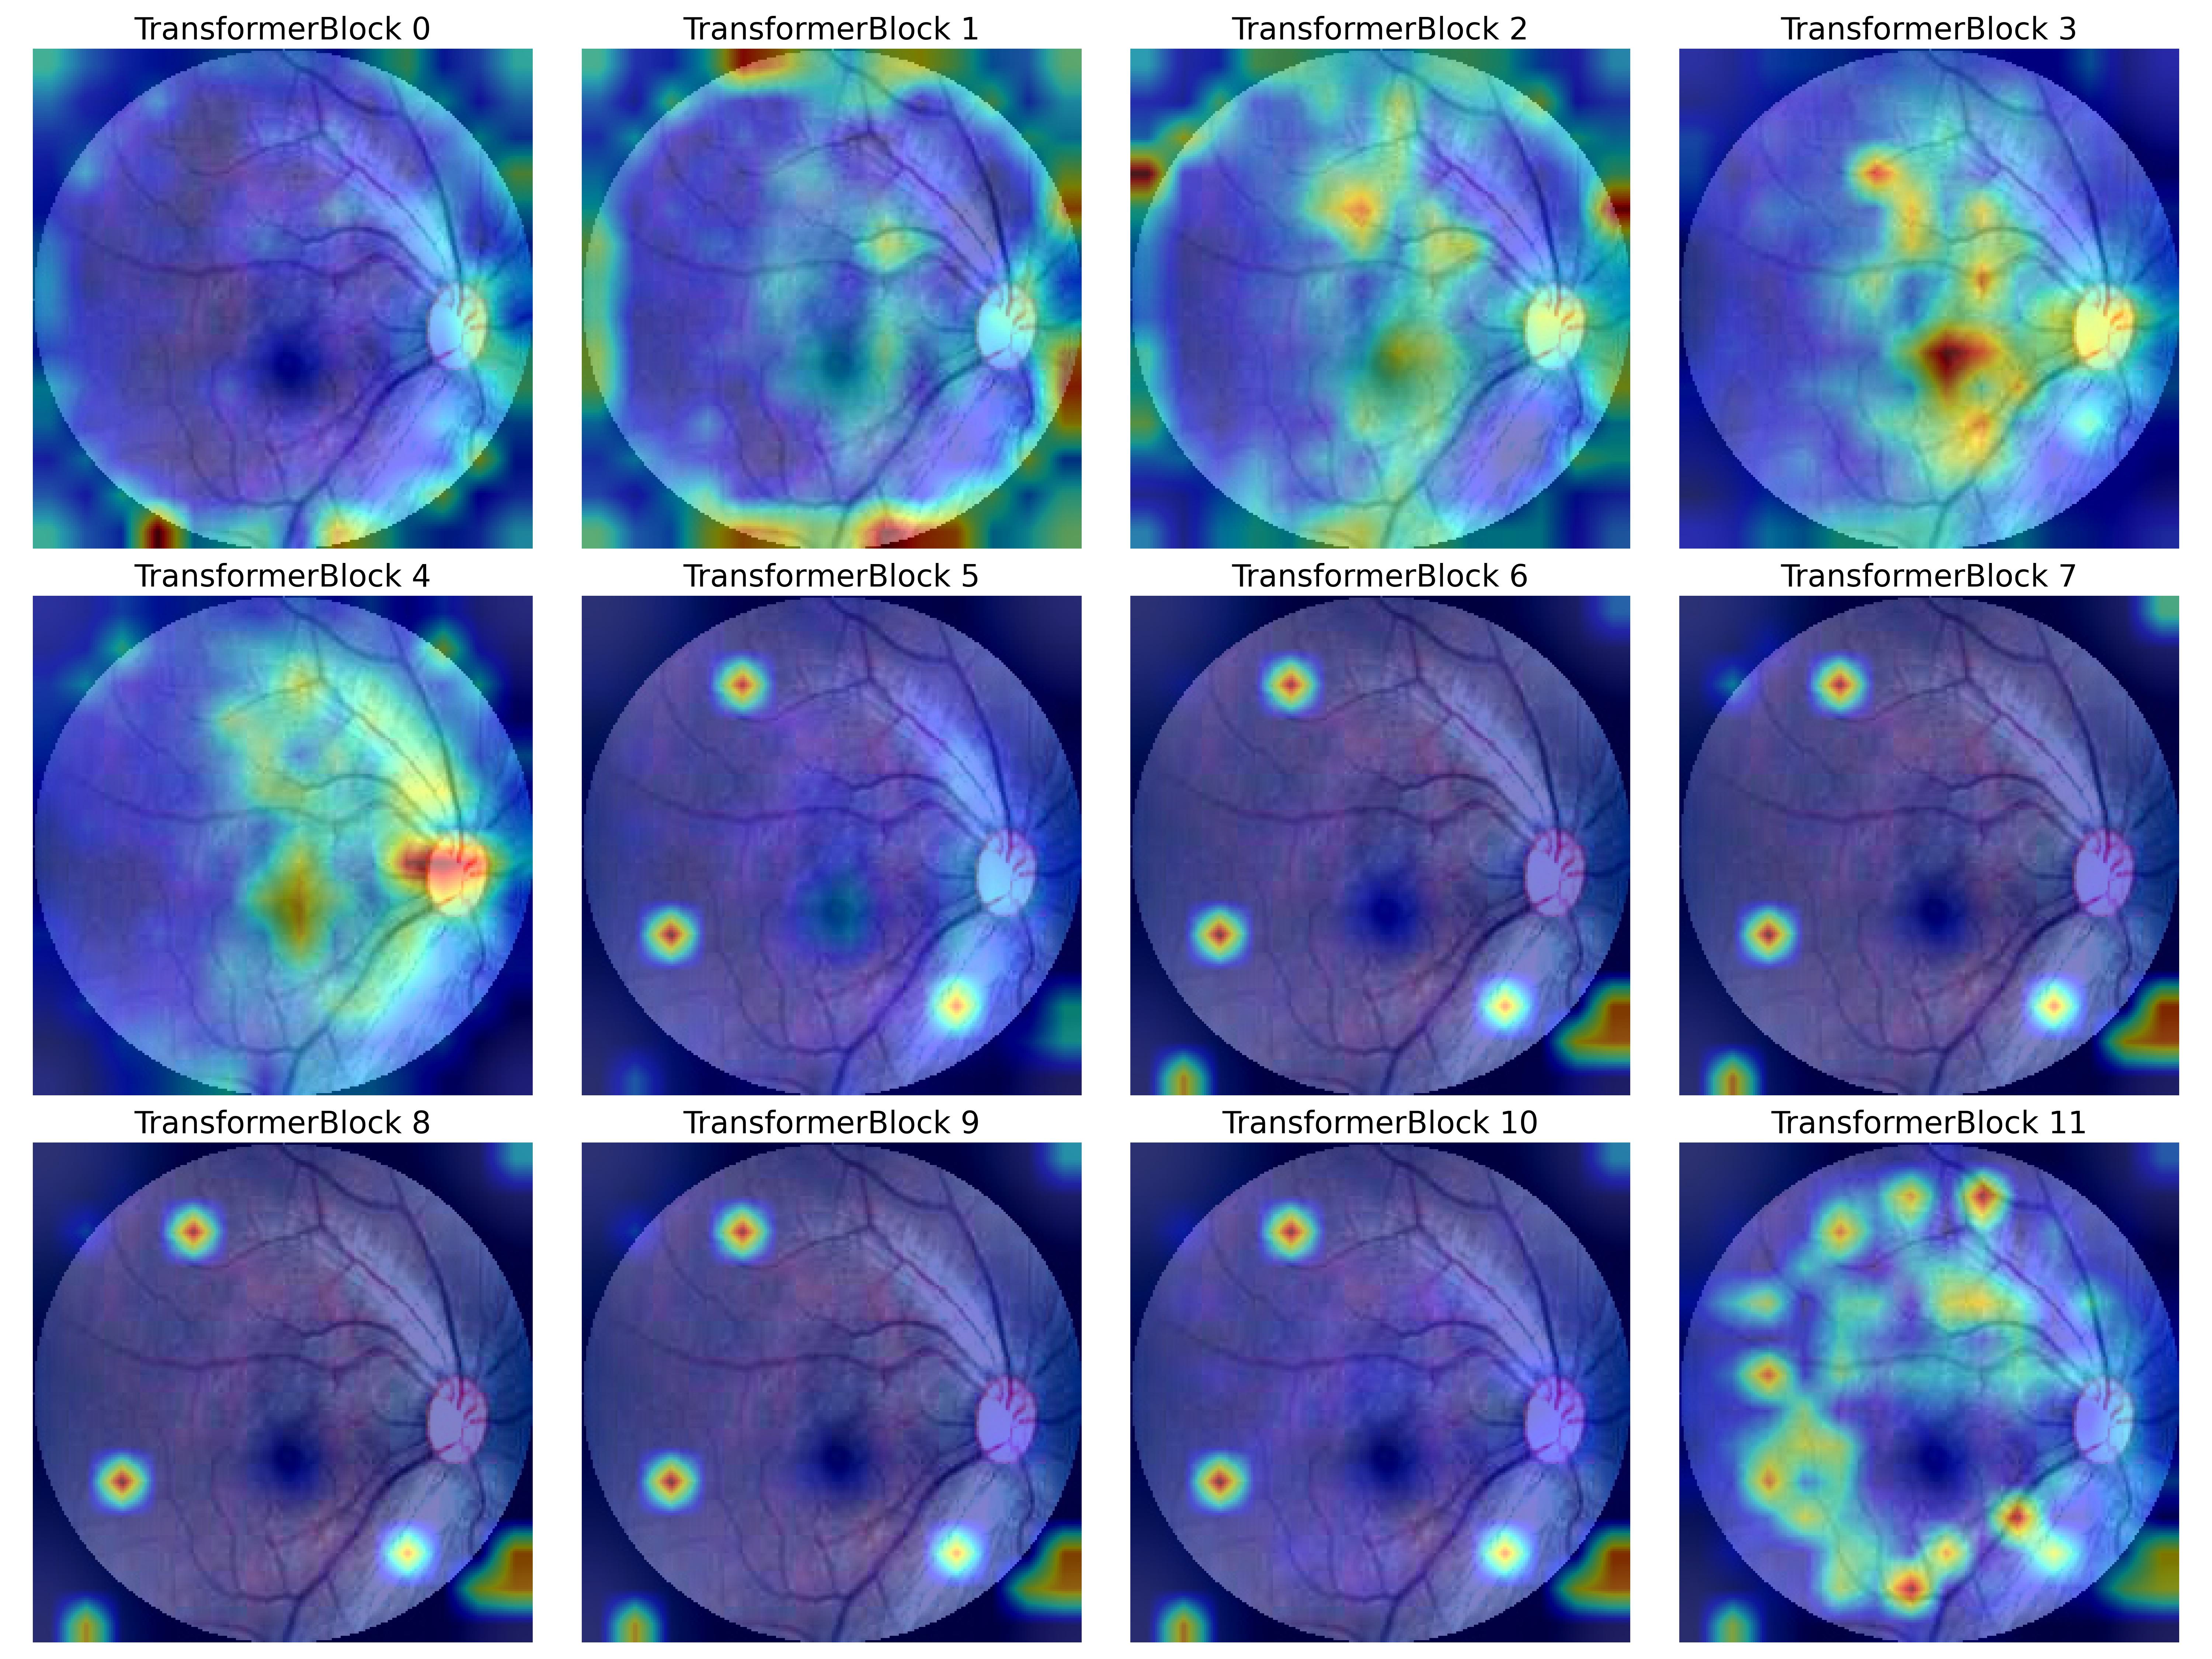 TransformerBlock 0
TransformerBlock 1
TransformerBlock 2
TransformerBlock 3
TransformerBlock 4
TransformerBlock 5
TransformerBlock 6
TransformerBlock 7
TransformerBlock 8
TransformerBlock 9
TransformerBlock 10
TransformerBlock 11